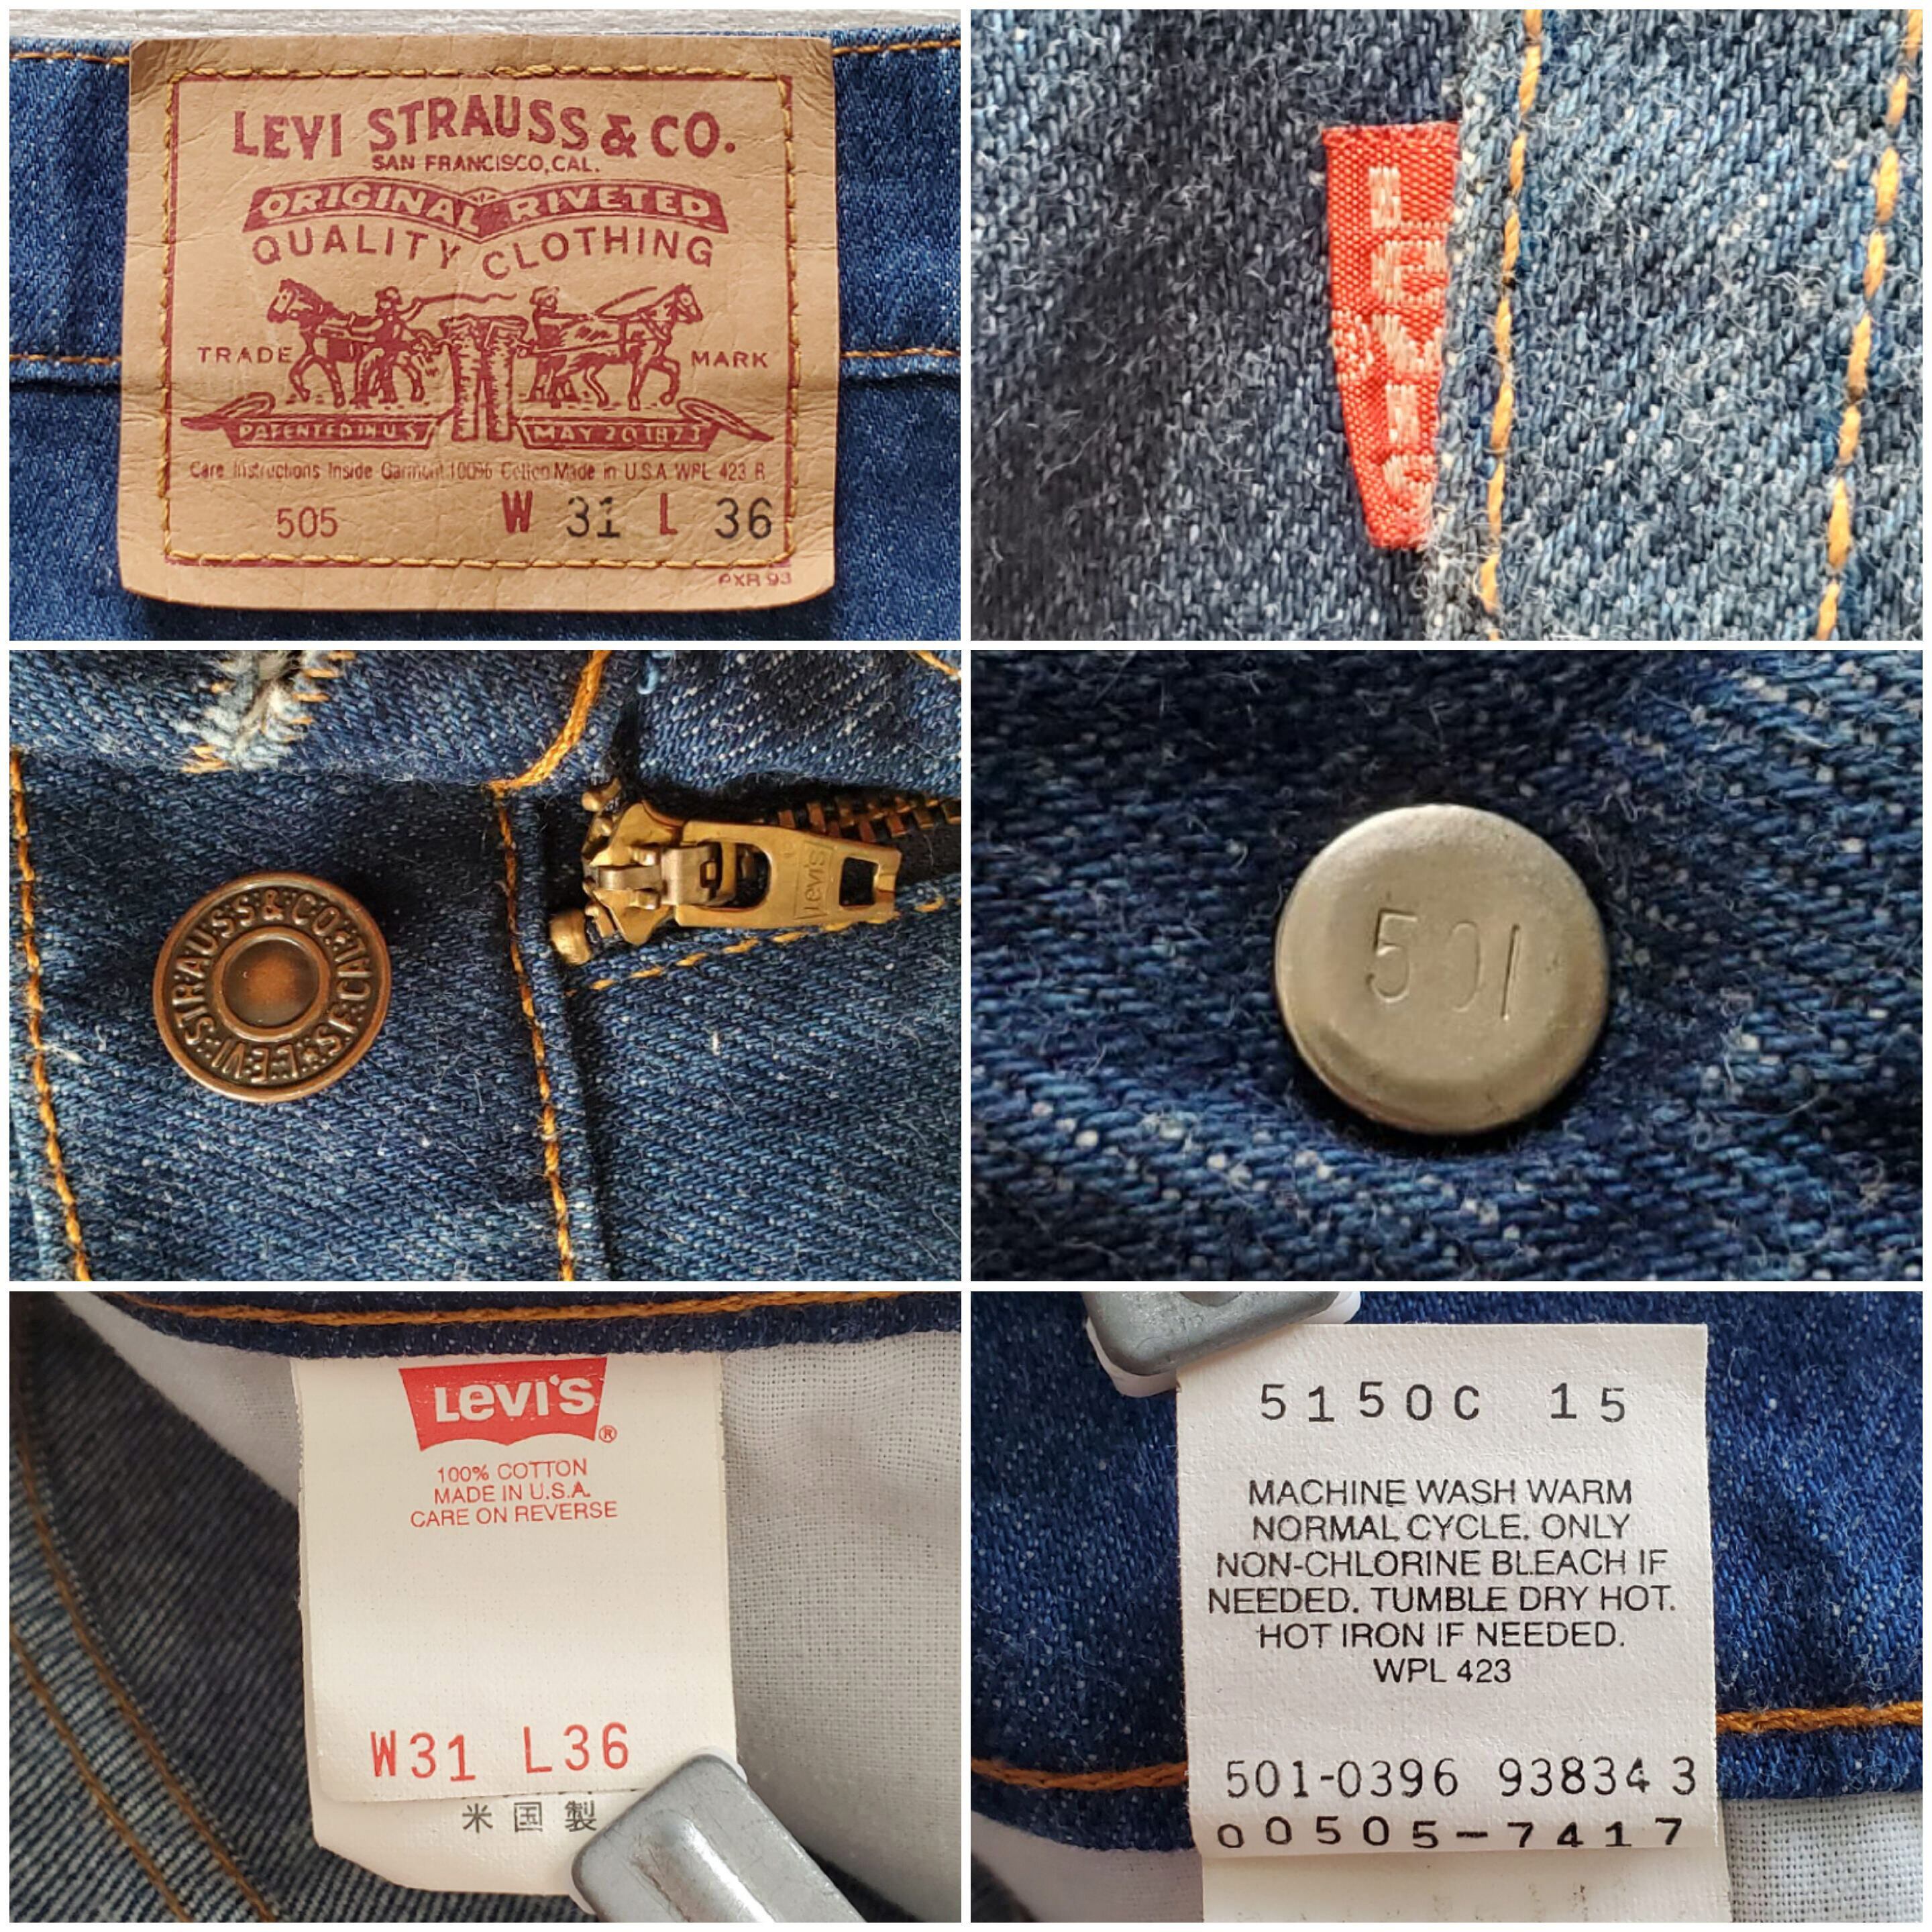 LEVI STRAUSS & CO.
SAN FRANCISCO, CAL.
ORIGINAL RIVETED
QUALITY CLOTHING
TRADE MARK
PATENTED IN U.S. MAY 20 1873
Care Instructions Inside Garment 100% Cotton Made in U.S.A. WPL 423 R
505 W 31 L 36
PXR 93
LEVI'S
LEVI STRAUSS & CO. S.F. CAL.
Levi's
501
LEVI'S®
100% COTTON
MADE IN U.S.A.
CARE ON REVERSE
W31 L36
米国製
5150C 15
MACHINE WASH WARM
NORMAL CYCLE. ONLY
NON-CHLORINE BLEACH IF
NEEDED. TUMBLE DRY HOT.
HOT IRON IF NEEDED.
WPL 423
501-0396 938343
00505-7417